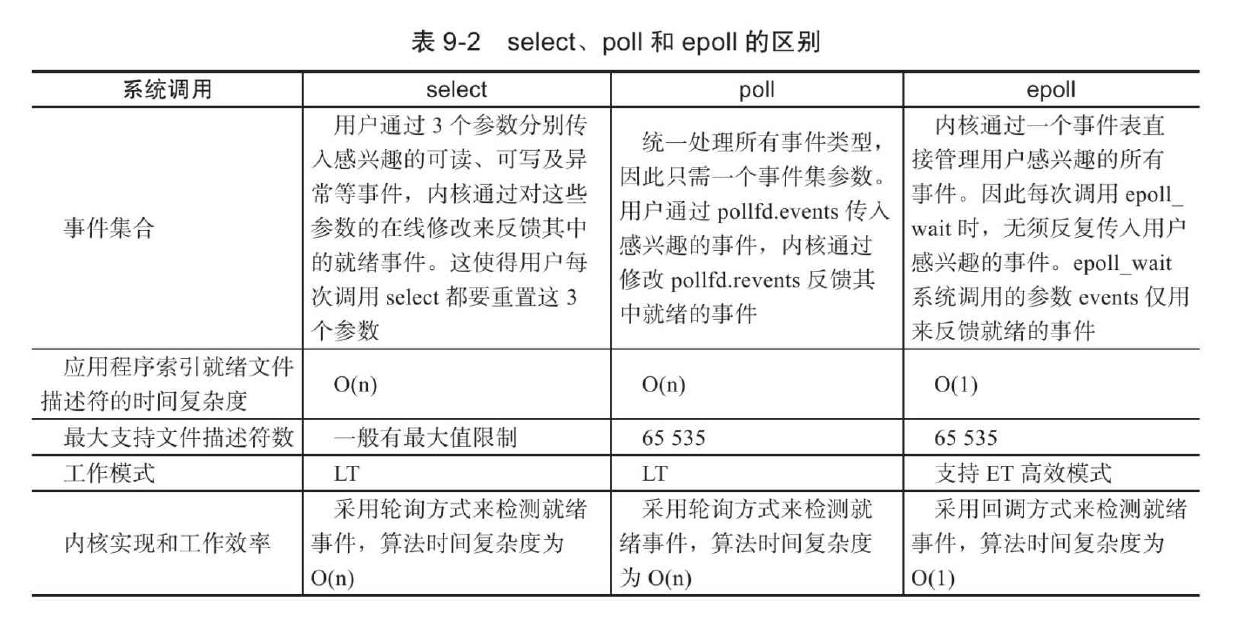 表 9-2 select、poll 和 epoll 的区别
系统调用 select poll epoll
事件集合
用户通过 3 个参数分别传
入感兴趣的可读、可写及异
常等事件，内核通过对这些
参数的在线修改来反馈其中
的就绪事件。这使得用户每
次调用 select 都要重置这 3
个参数
统一处理所有事件类型，
因此只需一个事件集参数。
用户通过 pollfd.events 传入
感兴趣的事件，内核通过
修改 pollfd.revents 反馈其
中就绪的事件
内核通过一个事件表直
接管理用户感兴趣的所有
事件。因此每次调用 epoll_
wait 时，无须反复传入用户
感兴趣的事件。epoll_wait
系统调用的参数 events 仅用
来反馈就绪的事件
应用程序索引就绪文件
描述符的时间复杂度
O(n) O(n) O(1)
最大支持文件描述符数 一般有最大值限制 65 535 65 535
工作模式 LT LT 支持 ET 高效模式
内核实现和工作效率
采用轮询方式来检测就绪
事件，算法时间复杂度为
O(n)
采用轮询方式来检测就
绪事件，算法时间复杂度
为 O(n)
采用回调方式来检测就绪
事件，算法时间复杂度为
O(1)